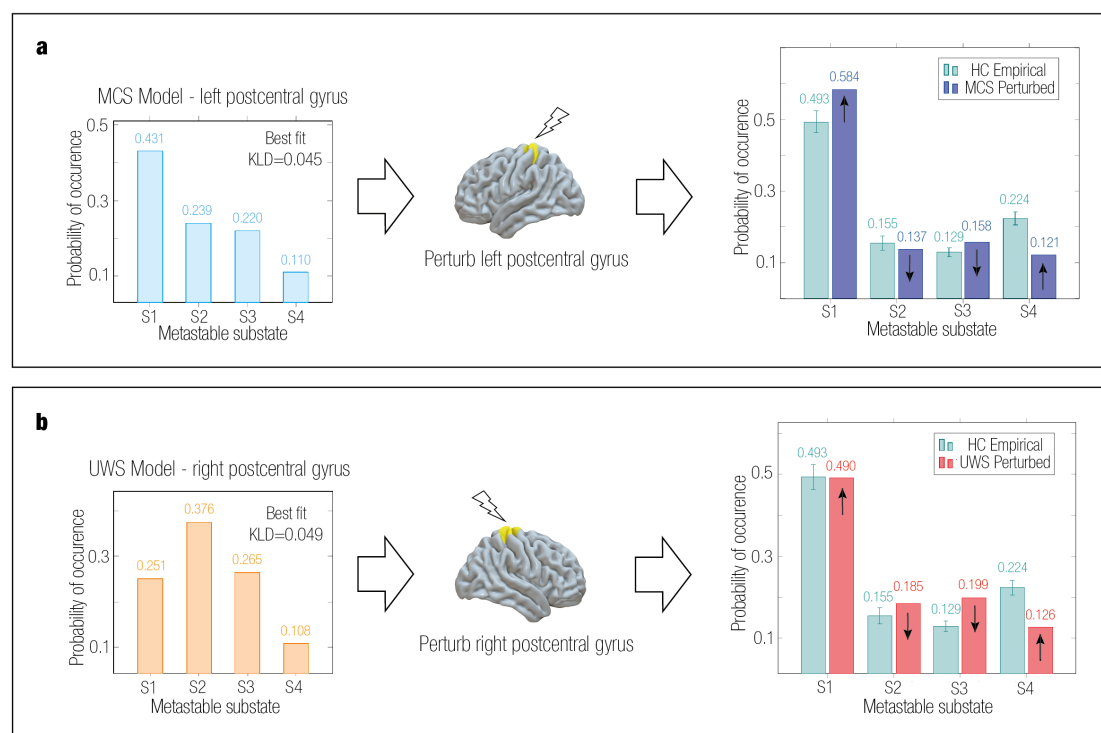 a
MCS Model - left postcentral gyrus
Probability of occurence
0.5
0.3
0.1
0.431
0.239
0.220
0.110
Best fit
KLD=0.045
S1 S2 S3 S4
Metastable substate
Perturb left postcentral gyrus
Probability of occurence
0.5
0.3
0.1
HC Empirical
MCS Perturbed
0.493
0.584
0.155
0.137
0.129
0.158
0.224
0.121
S1 S2 S3 S4
Metastable substate
b
UWS Model - right postcentral gyrus
Probability of occurence
0.3
0.1
0.251
0.376
0.265
0.108
Best fit
KLD=0.049
S1 S2 S3 S4
Metastable substate
Perturb right postcentral gyrus
Probability of occurence
0.5
0.3
0.1
HC Empirical
UWS Perturbed
0.493
0.490
0.155
0.185
0.129
0.199
0.224
0.126
S1 S2 S3 S4
Metastable substate